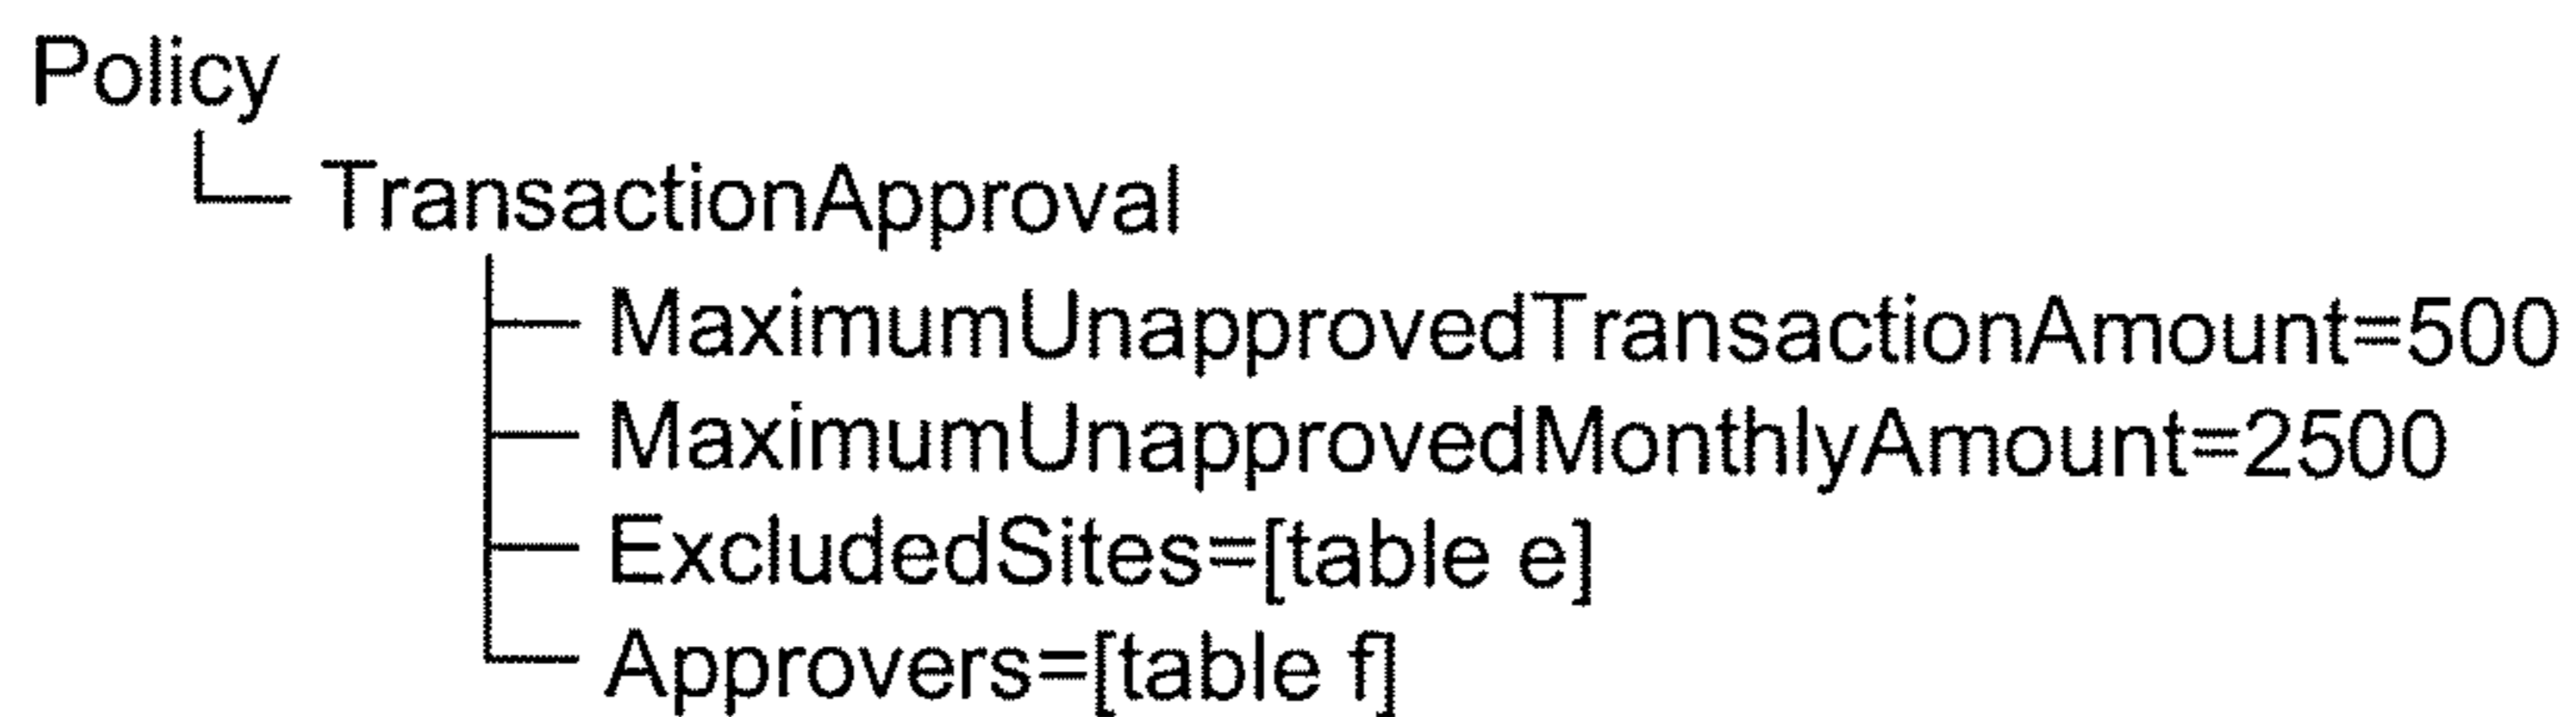 Policy
TransactionApproval
MaximumUnapprovedTransactionAmount=500
MaximumUnapprovedMonthlyAmount=2500
ExcludedSites=[table e]
Approvers=[table f]